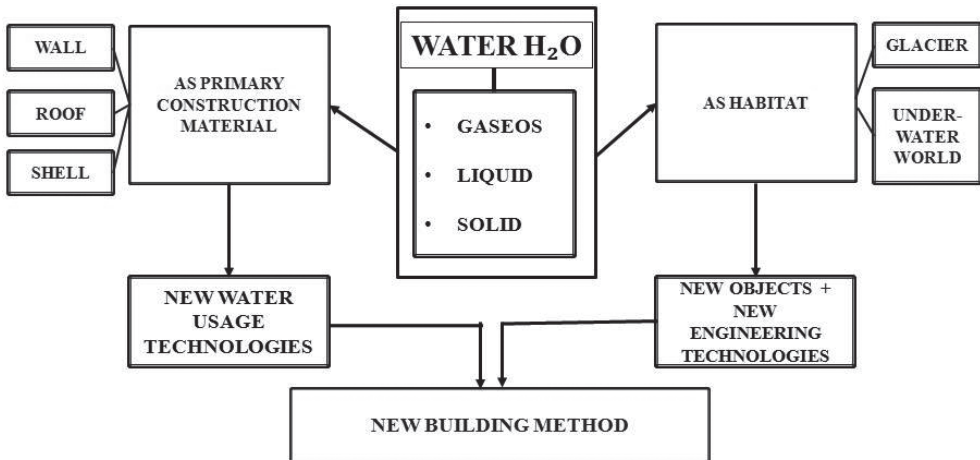 WALL
ROOF
SHELL
AS PRIMARY
CONSTRUCTION
MATERIAL
WATER H₂O
• GASEOS
• LIQUID
• SOLID
AS HABITAT
GLACIER
UNDER-
WATER
WORLD
NEW WATER
USAGE
TECHNOLOGIES
NEW OBJECTS +
NEW
ENGINEERING
TECHNOLOGIES
NEW BUILDING METHOD